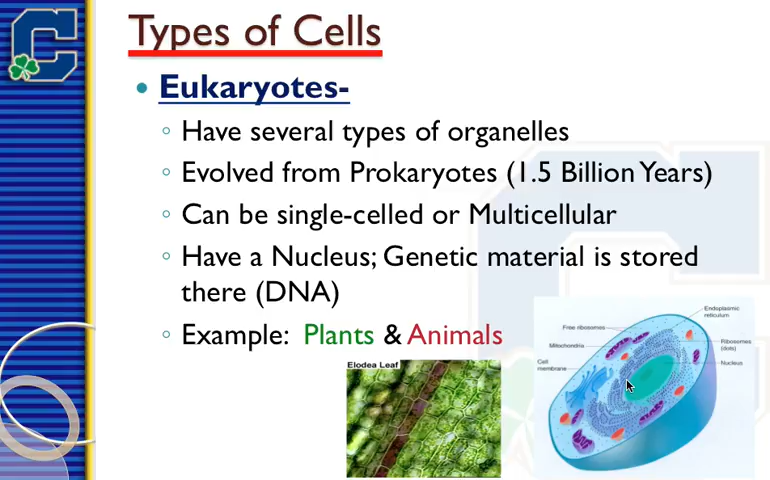 Types of Cells
Eukaryotes-
Have several types of organelles
Evolved from Prokaryotes (1.5 Billion Years)
Can be single-celled or Multicellular
Have a Nucleus; Genetic material is stored
there (DNA)
Example: Plants & Animals
Elodea Leaf
Endoplasmic
reticulum
Free ribosomes
Mitochondria
Ribosomes
(dots)
Cell
membrane
Nucleus
C